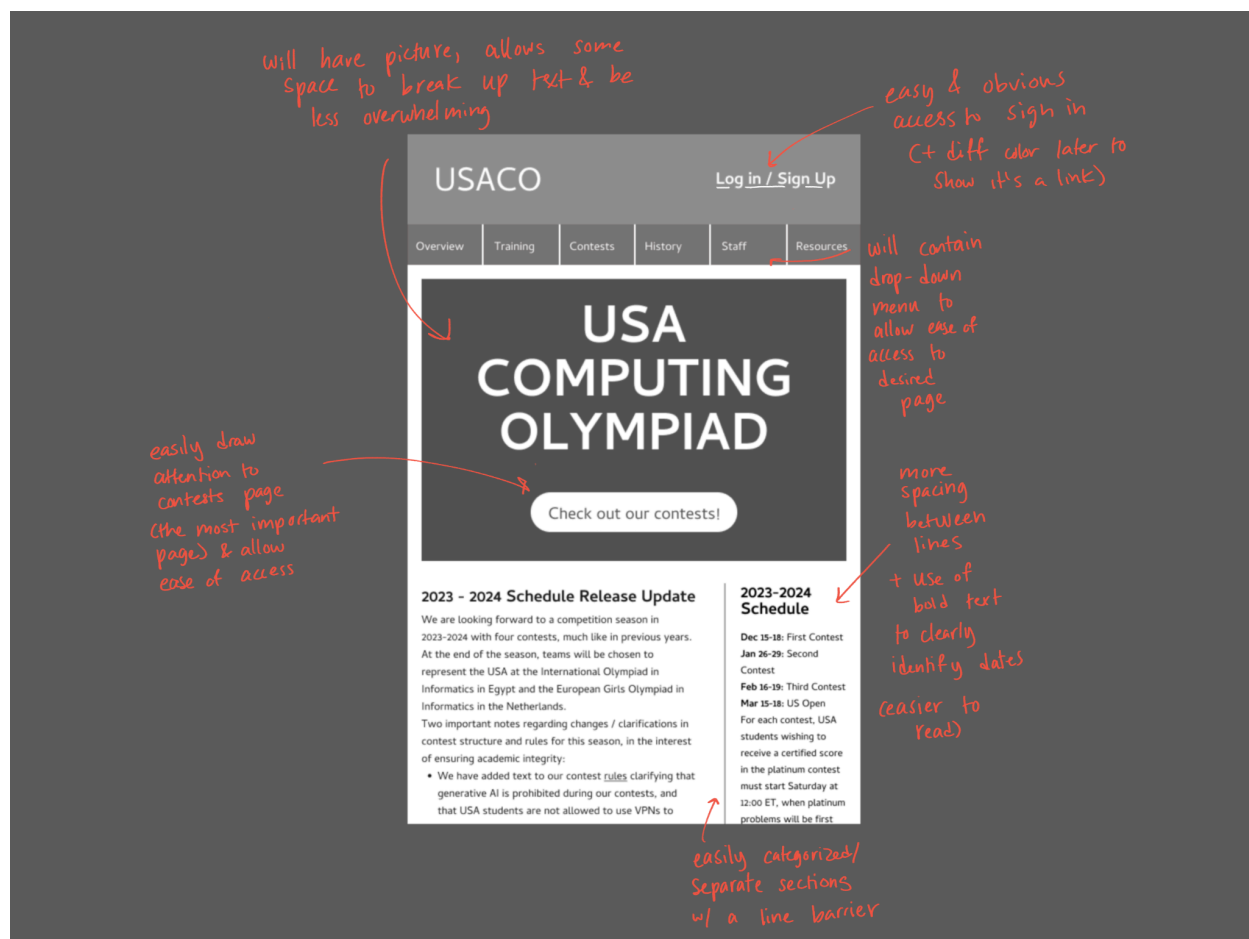 will have picture, allows some
space to break up text & be
less overwhelming
easy & obvious
access to sign in
(+ diff color later to
show it's a link)
USACO
Log in / Sign Up
Overview
Training
Contests
History
Staff
Resources
will contain
drop-down
menu to
allow ease of
access to
desired
page
USA
COMPUTING
OLYMPIAD
Check out our contests!
easily draw
attention to
contests page
(the most important
page) & allow
ease of access
more
spacing
between
lines
+ use of
bold text
to clearly
identify dates
(easier to
read)
2023 - 2024 Schedule Release Update
We are looking forward to a competition season in
2023-2024 with four contests, much like in previous years.
At the end of the season, teams will be chosen to
represent the USA at the International Olympiad in
Informatics in Egypt and the European Girls Olympiad in
Informatics in the Netherlands.
Two important notes regarding changes / clarifications in
contest structure and rules for this season, in the interest
of ensuring academic integrity:
• We have added text to our contest rules clarifying that
generative AI is prohibited during our contests, and
that USA students are not allowed to use VPNs to
2023-2024
Schedule
Dec 15-18: First Contest
Jan 26-29: Second
Contest
Feb 16-19: Third Contest
Mar 15-18: US Open
For each contest, USA
students wishing to
receive a certified score
in the platinum contest
must start Saturday at
12:00 ET, when platinum
problems will be first
easily categorized/
separate sections
w/ a line barrier